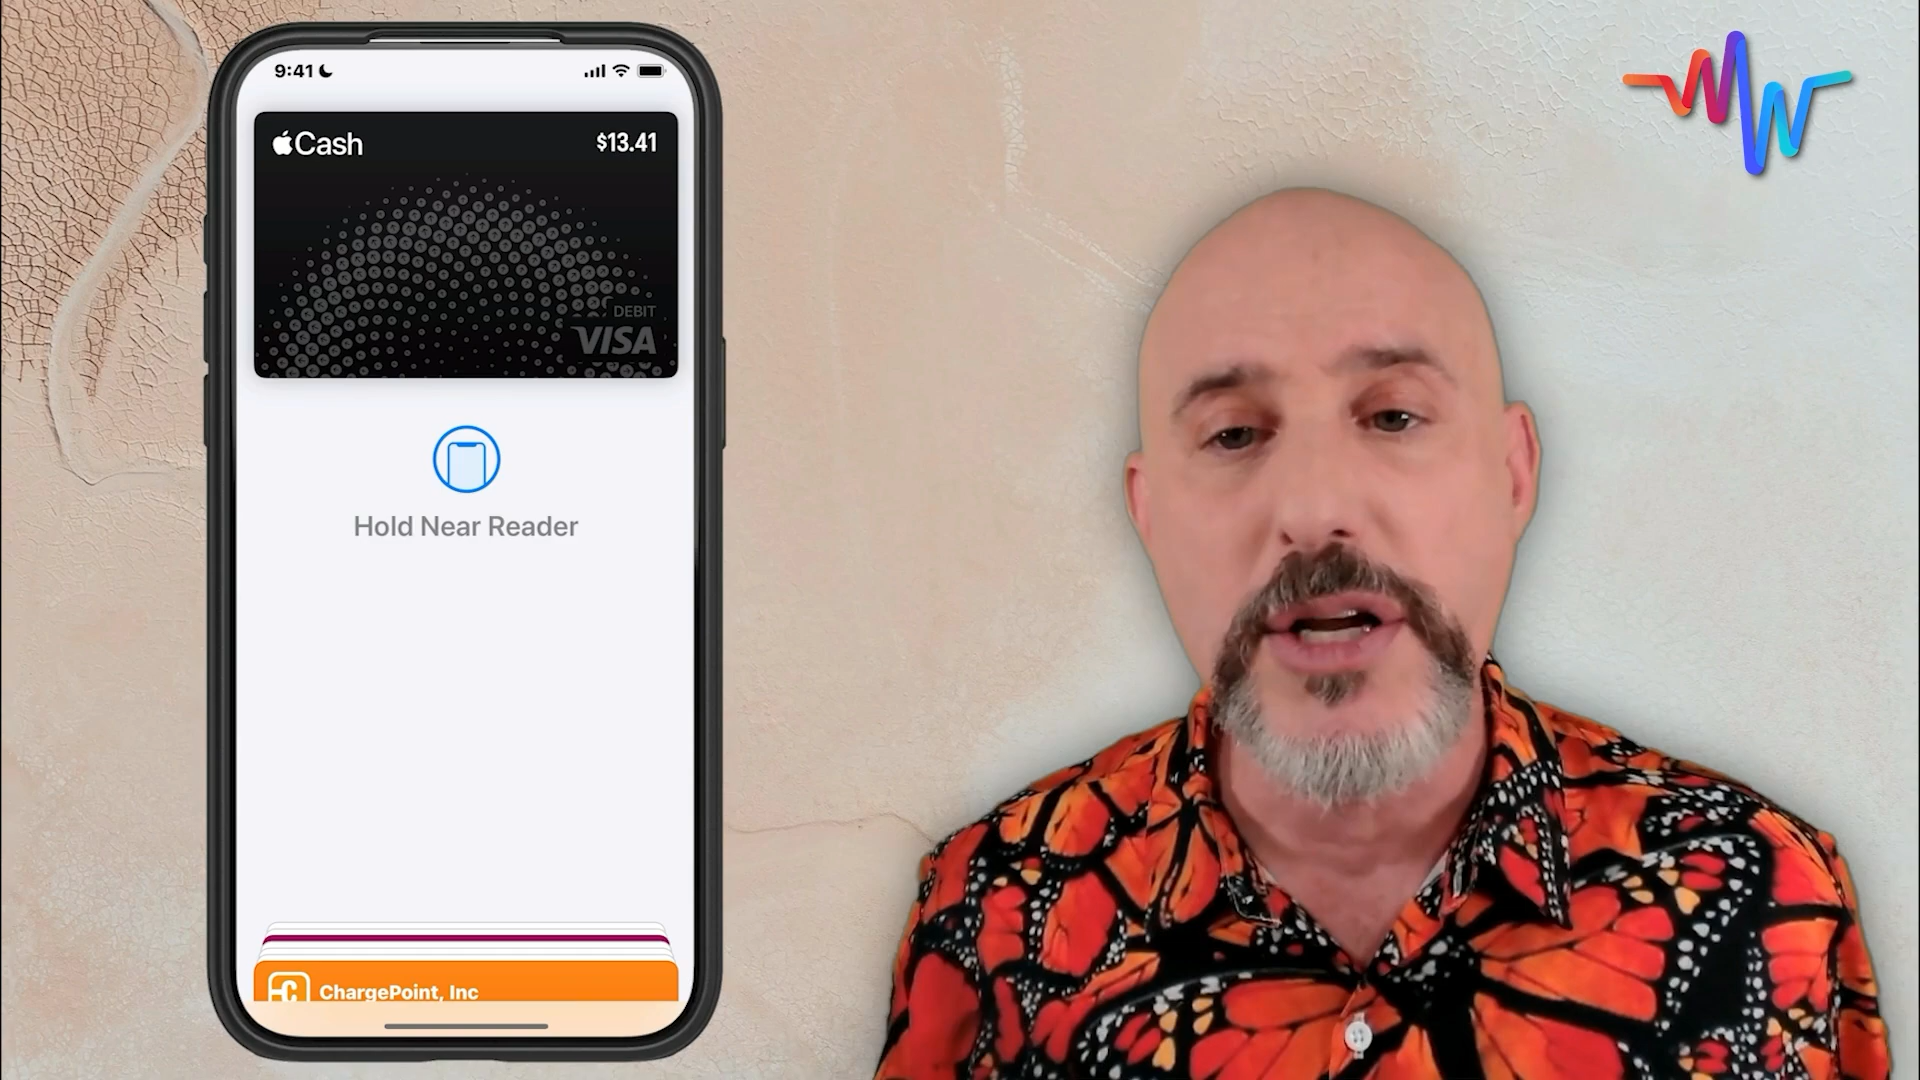 9:41
Cash
$13.41
DEBIT
VISA
Hold Near Reader
ChargePoint, Inc